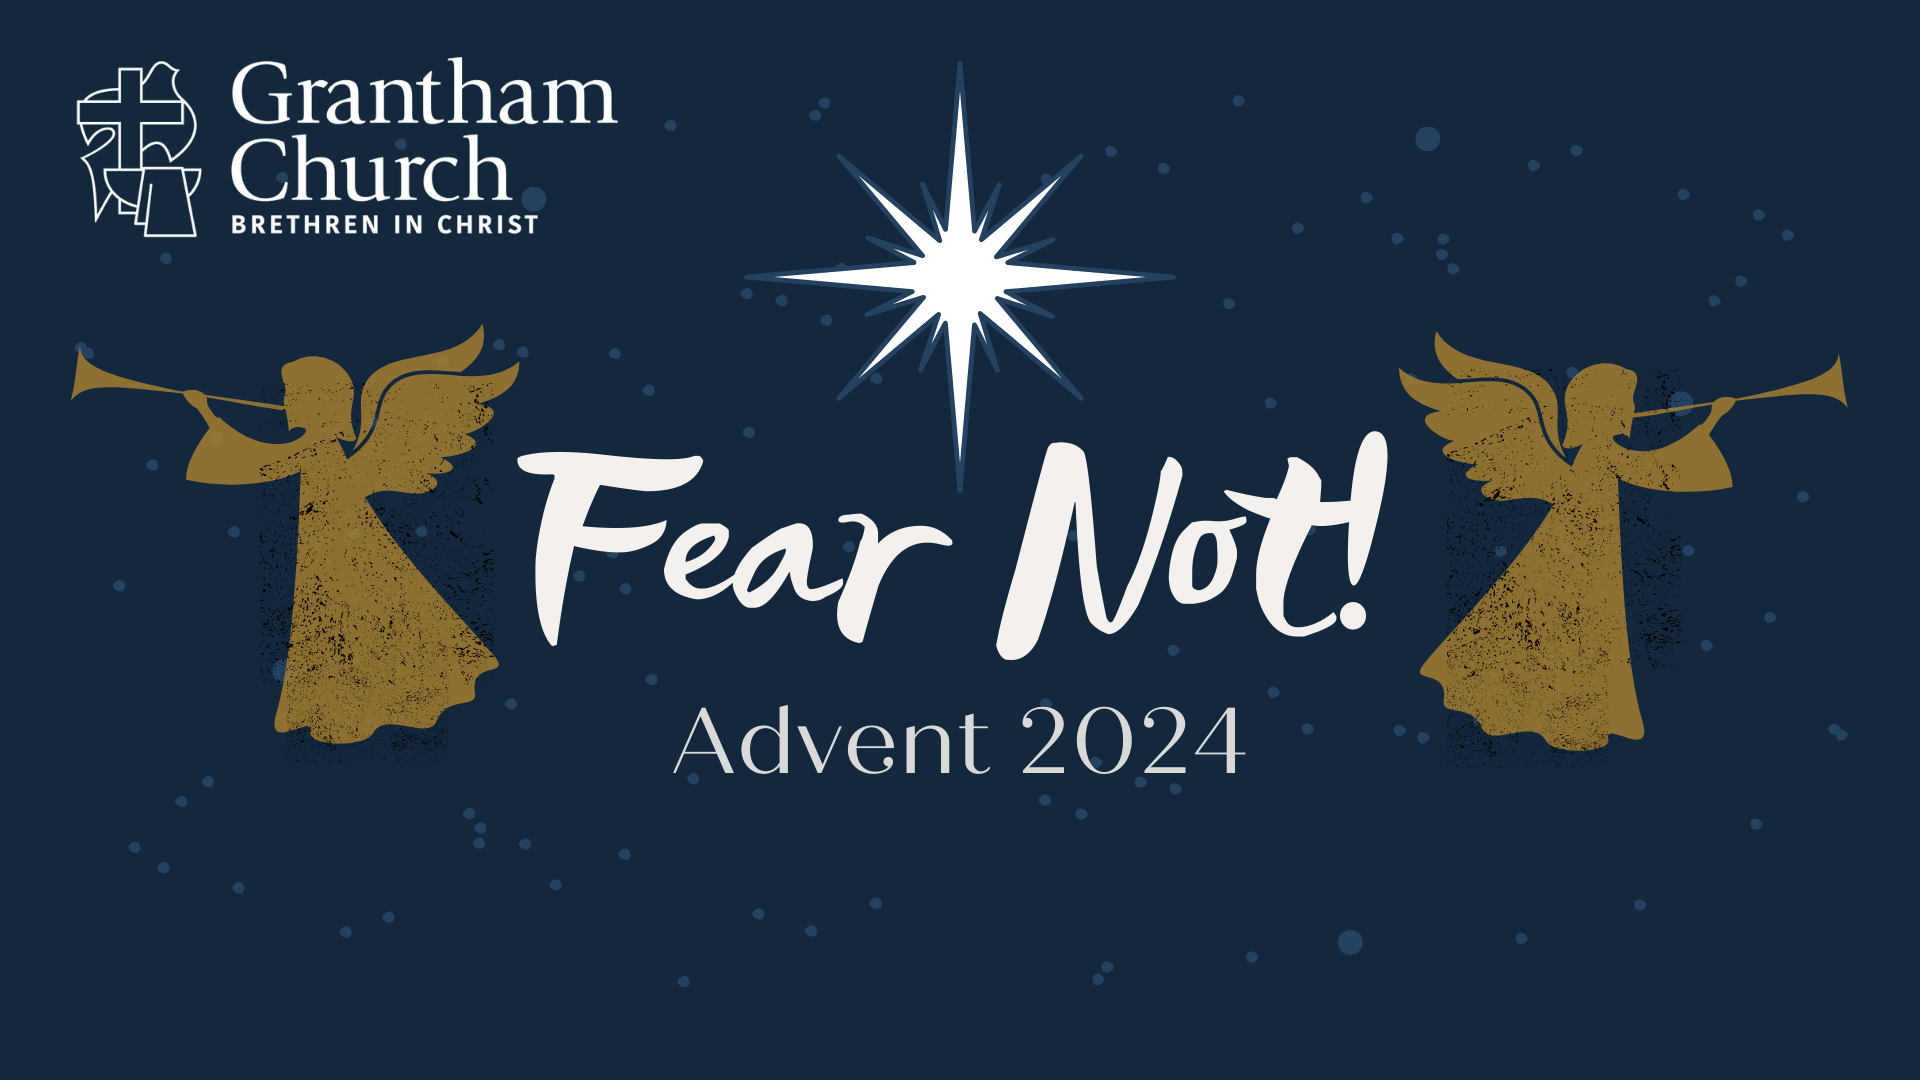 Grantham
Church
BRETHREN IN CHRIST
Fear Not!
Advent 2024